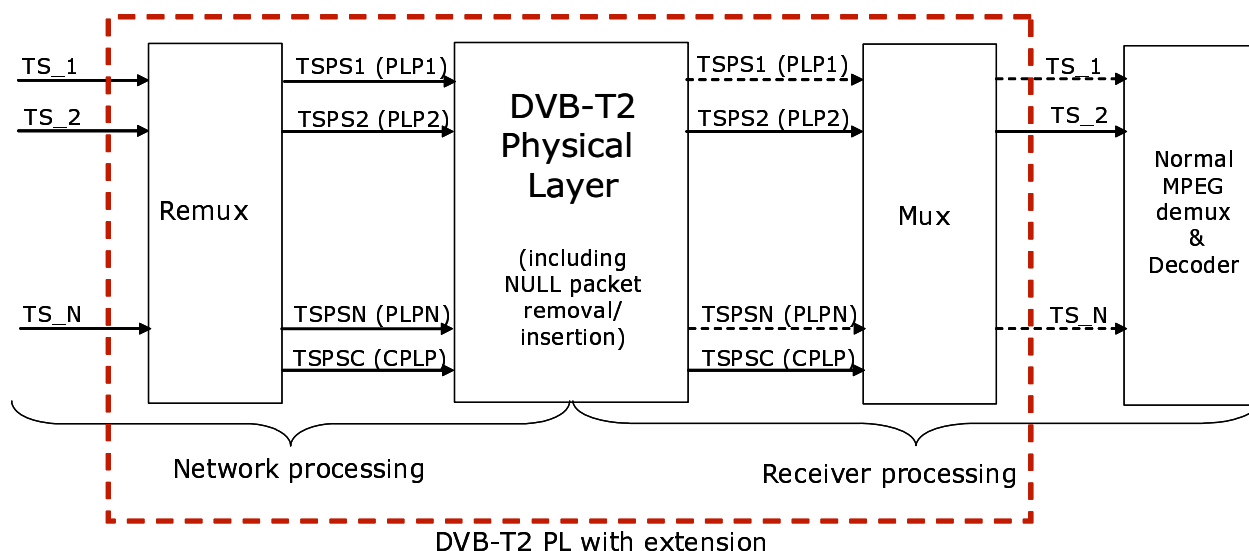 TS_1
TS_2
TS_N
Remux
TSPS1 (PLP1)
TSPS2 (PLP2)
TSPSN (PLPN)
TSPSC (CPLP)
DVB-T2
Physical
Layer
(including
NULL packet
removal/
insertion)
TSPS1 (PLP1)
TSPS2 (PLP2)
TSPSN (PLPN)
TSPSC (CPLP)
Mux
TS_1
TS_2
TS_N
Normal
MPEG
demux
&
Decoder
Network processing
Receiver processing
DVB-T2 PL with extension